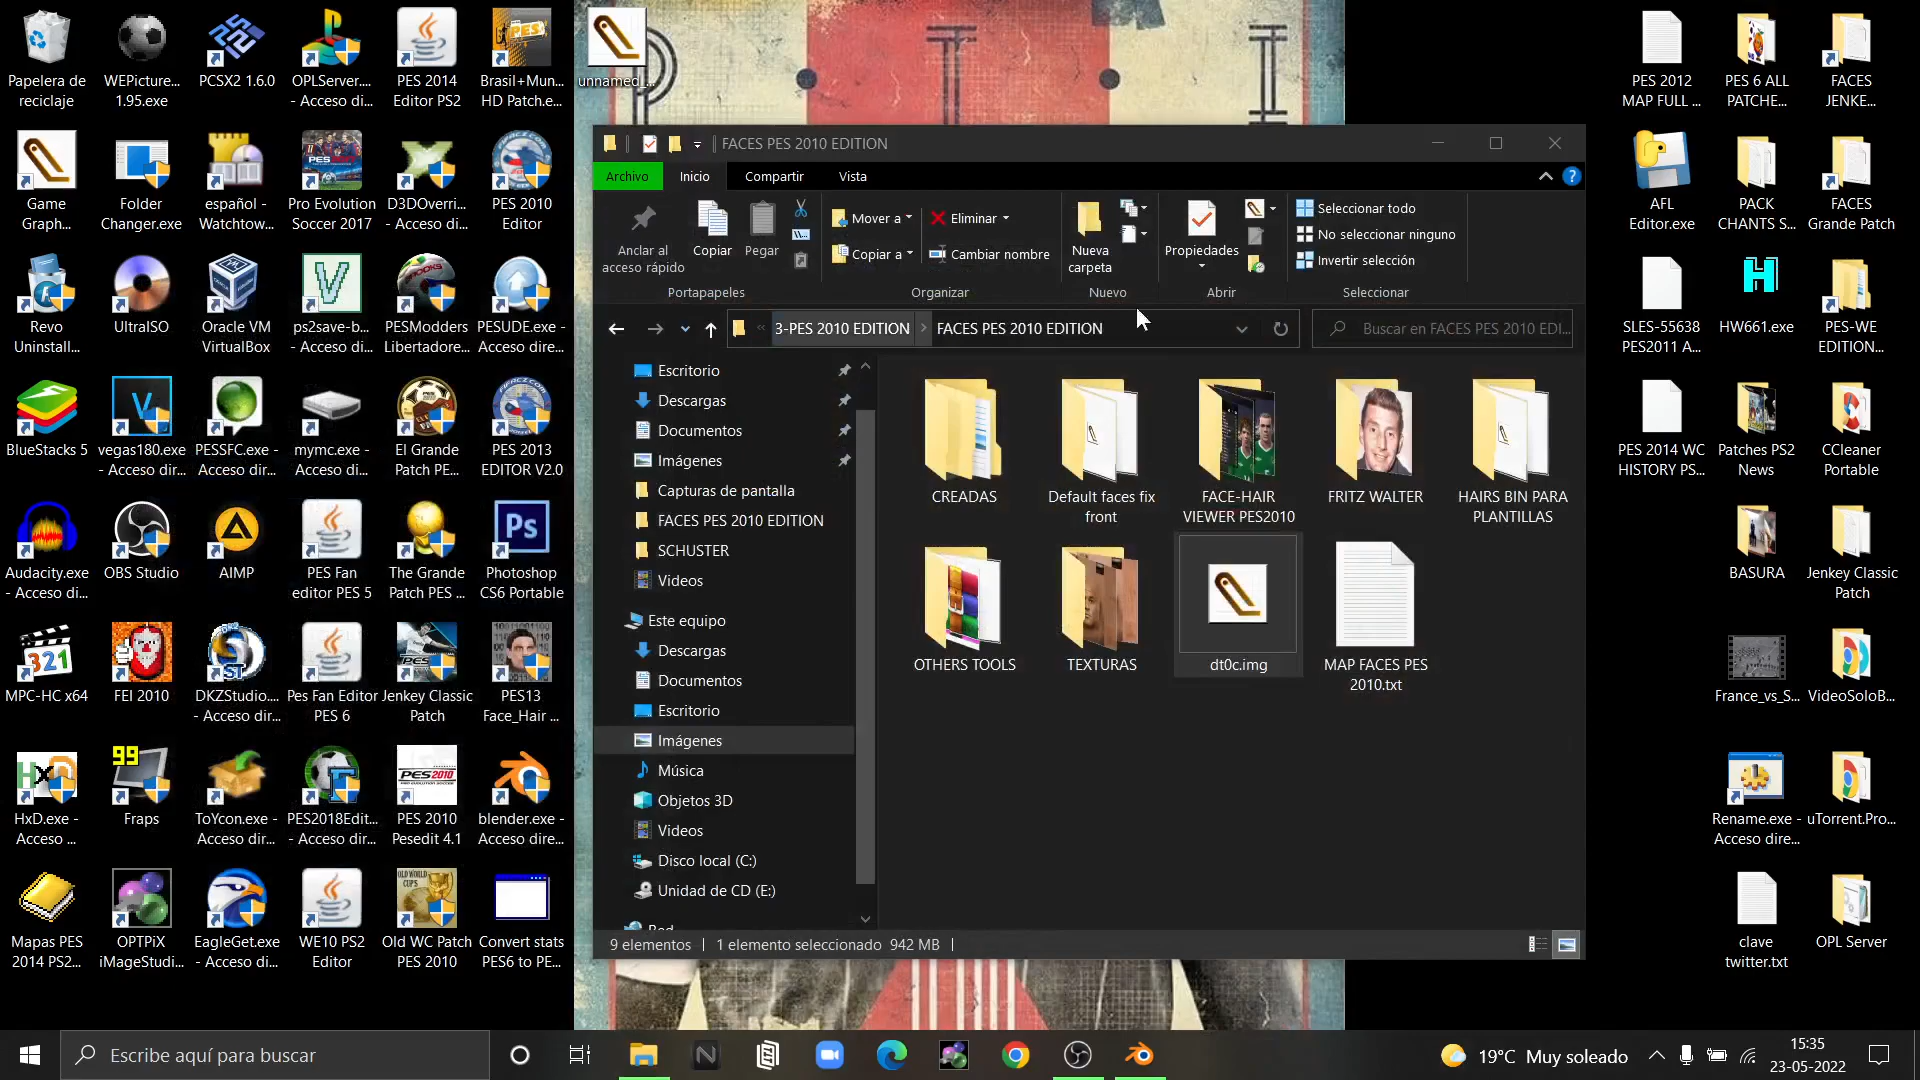 Papelera de
reciclaje
WEPicture...
1.95.exe
PCSX2 1.6.0
OPLServer....
- Acceso di...
PES 2014
Editor PS2
Brasil+Mun...
HD Patch.e...
unnamed_...
Game
Graph...
Folder
Changer.exe
español -
Watchtow...
Pro Evolution
Soccer 2017
D3DOverri...
- Acceso di...
PES 2010
Editor
Revo
Uninstall...
UltraISO
Oracle VM
VirtualBox
ps2save-b...
- Acceso di...
PESModders
Libertadore...
PESUDE.exe -
Acceso dire...
BlueStacks 5
vegas180.exe
- Acceso dir...
PESSFC.exe -
Acceso dir...
mymc.exe -
Acceso di...
El Grande
Patch PE...
PES 2013
EDITOR V2.0
Audacity.exe
- Acceso di...
OBS Studio
AIMP
PES Fan
editor PES 5
The Grande
Patch PES ...
Photoshop
CS6 Portable
MPC-HC x64
FEI 2010
DKZStudio....
- Acceso dir...
Pes Fan Editor
PES 6
Jenkey Classic
Patch
PES13
Face_Hair ...
HxD.exe -
Acceso ...
Fraps
ToYcon.exe -
Acceso dir...
PES2018Edit...
- Acceso dir...
PES 2010
Pesedit 4.1
blender.exe -
Acceso dire...
Mapas PES
2014 PS2...
OPTPiX
iMageStudi...
EagleGet.exe
- Acceso di...
WE10 PS2
Editor
Old WC Patch
PES 2010
Convert stats
PES6 to PE...
FACES PES 2010 EDITION
Archivo
Inicio
Compartir
Vista
Anclar al
acceso rápido
Copiar
Pegar
Portapapeles
Mover a
Copiar a
Eliminar
Cambiar nombre
Organizar
Nueva
carpeta
Nuevo
Propiedades
Abrir
Seleccionar todo
No seleccionar ninguno
Invertir selección
Seleccionar
« 3-PES 2010 EDITION > FACES PES 2010 EDITION
Buscar en FACES PES 2010 EDI...
Escritorio
Descargas
Documentos
Imágenes
Capturas de pantalla
FACES PES 2010 EDITION
SCHUSTER
Videos
Este equipo
Descargas
Documentos
Escritorio
Imágenes
Música
Objetos 3D
Videos
Disco local (C:)
Unidad de CD (E:)
Red
CREADAS
Default faces fix
front
FACE-HAIR
VIEWER PES2010
FRITZ WALTER
HAIRS BIN PARA
PLANTILLAS
OTHERS TOOLS
TEXTURAS
dt0c.img
MAP FACES PES
2010.txt
9 elementos
1 elemento seleccionado 942 MB
PES 2012
MAP FULL ...
PES 6 ALL
PATCHE...
FACES
JENKE...
AFL
Editor.exe
PACK
CHANTS S...
FACES
Grande Patch
SLES-55638
PES2011 A...
HW661.exe
PES-WE
EDITION...
PES 2014 WC
HISTORY PS...
Patches PS2
News
CCleaner
Portable
BASURA
Jenkey Classic
Patch
France_vs_S...
VideoSoloB...
Rename.exe -
Acceso dire...
uTorrent.Pro...
clave
twitter.txt
OPL Server
Escribe aquí para buscar
19°C Muy soleado
15:35
23-05-2022